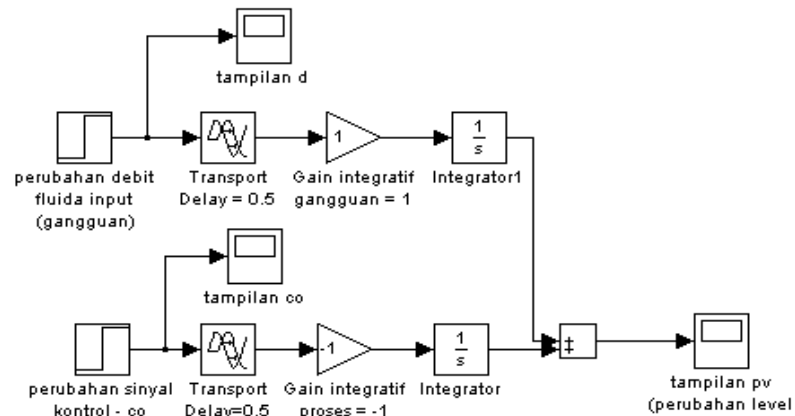 tampilan d
1
1
s
perubahan debit
fluida input
(gangguan)
Transport
Delay = 0.5
Gain integratif
gangguan = 1
Integrator1
tampilan co
-1
1
s
perubahan sinyal
kontrol - co
Transport
Delay=0.5
Gain integratif
proses = -1
Integrator
tampilan pv
(perubahan level